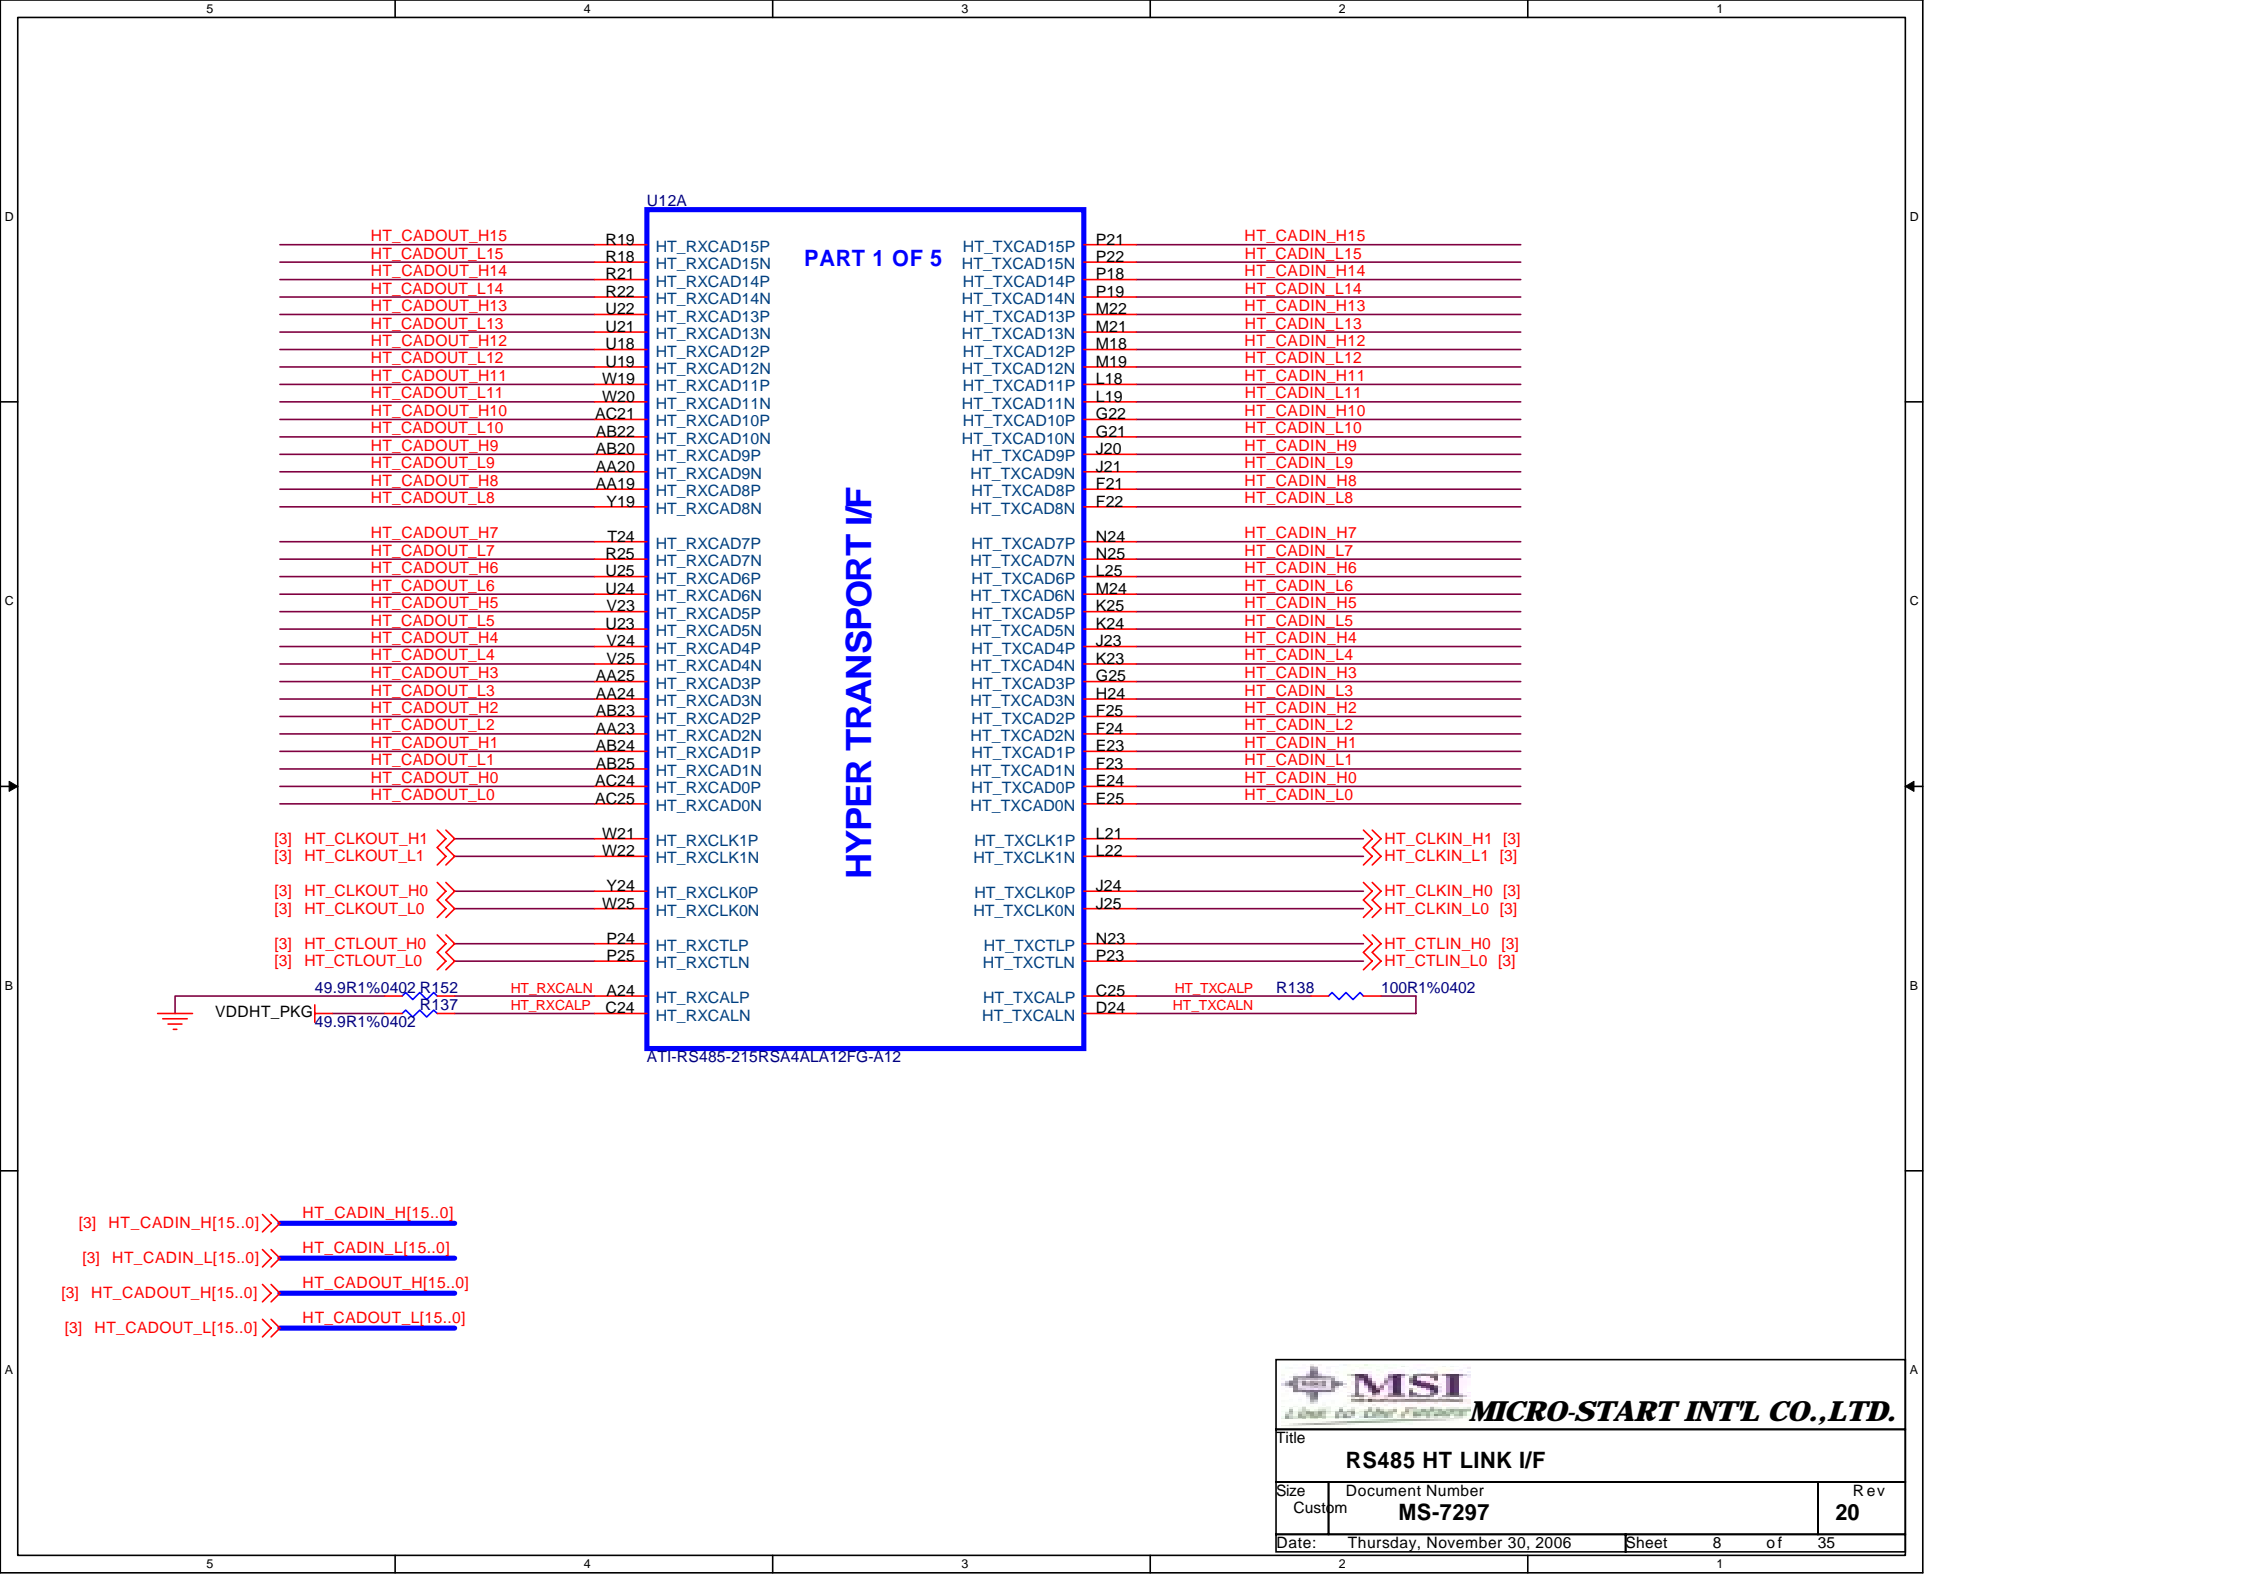 5 4 3 2 1
U12A
PART 1 OF 5
HYPER TRANSPORT I/F
D D
HT_CADOUT_H15 R19 HT_RXCAD15P HT_TXCAD15P P21 HT_CADIN_H15
HT_CADOUT_L15 R18 HT_RXCAD15N HT_TXCAD15N P22 HT_CADIN_L15
HT_CADOUT_H14 R21 HT_RXCAD14P HT_TXCAD14P P18 HT_CADIN_H14
HT_CADOUT_L14 R22 HT_RXCAD14N HT_TXCAD14N P19 HT_CADIN_L14
HT_CADOUT_H13 U22 HT_RXCAD13P HT_TXCAD13P M22 HT_CADIN_H13
HT_CADOUT_L13 U21 HT_RXCAD13N HT_TXCAD13N M21 HT_CADIN_L13
HT_CADOUT_H12 U18 HT_RXCAD12P HT_TXCAD12P M18 HT_CADIN_H12
HT_CADOUT_L12 U19 HT_RXCAD12N HT_TXCAD12N M19 HT_CADIN_L12
HT_CADOUT_H11 W19 HT_RXCAD11P HT_TXCAD11P L18 HT_CADIN_H11
HT_CADOUT_L11 W20 HT_RXCAD11N HT_TXCAD11N L19 HT_CADIN_L11
HT_CADOUT_H10 AC21 HT_RXCAD10P HT_TXCAD10P G22 HT_CADIN_H10
HT_CADOUT_L10 AB22 HT_RXCAD10N HT_TXCAD10N G21 HT_CADIN_L10
HT_CADOUT_H9 AB20 HT_RXCAD9P HT_TXCAD9P J20 HT_CADIN_H9
HT_CADOUT_L9 AA20 HT_RXCAD9N HT_TXCAD9N J21 HT_CADIN_L9
HT_CADOUT_H8 AA19 HT_RXCAD8P HT_TXCAD8P F21 HT_CADIN_H8
HT_CADOUT_L8 Y19 HT_RXCAD8N HT_TXCAD8N F22 HT_CADIN_L8
HT_CADOUT_H7 T24 HT_RXCAD7P HT_TXCAD7P N24 HT_CADIN_H7
HT_CADOUT_L7 R25 HT_RXCAD7N HT_TXCAD7N N25 HT_CADIN_L7
HT_CADOUT_H6 U25 HT_RXCAD6P HT_TXCAD6P L25 HT_CADIN_H6
HT_CADOUT_L6 U24 HT_RXCAD6N HT_TXCAD6N M24 HT_CADIN_L6
C C
HT_CADOUT_H5 V23 HT_RXCAD5P HT_TXCAD5P K25 HT_CADIN_H5
HT_CADOUT_L5 U23 HT_RXCAD5N HT_TXCAD5N K24 HT_CADIN_L5
HT_CADOUT_H4 V24 HT_RXCAD4P HT_TXCAD4P J23 HT_CADIN_H4
HT_CADOUT_L4 V25 HT_RXCAD4N HT_TXCAD4N K23 HT_CADIN_L4
HT_CADOUT_H3 AA25 HT_RXCAD3P HT_TXCAD3P G25 HT_CADIN_H3
HT_CADOUT_L3 AA24 HT_RXCAD3N HT_TXCAD3N H24 HT_CADIN_L3
HT_CADOUT_H2 AB23 HT_RXCAD2P HT_TXCAD2P F25 HT_CADIN_H2
HT_CADOUT_L2 AA23 HT_RXCAD2N HT_TXCAD2N F24 HT_CADIN_L2
HT_CADOUT_H1 AB24 HT_RXCAD1P HT_TXCAD1P E23 HT_CADIN_H1
HT_CADOUT_L1 AB25 HT_RXCAD1N HT_TXCAD1N F23 HT_CADIN_L1
HT_CADOUT_H0 AC24 HT_RXCAD0P HT_TXCAD0P E24 HT_CADIN_H0
HT_CADOUT_L0 AC25 HT_RXCAD0N HT_TXCAD0N E25 HT_CADIN_L0
[3] HT_CLKOUT_H1 W21 HT_RXCLK1P HT_TXCLK1P L21 HT_CLKIN_H1 [3]
[3] HT_CLKOUT_L1 W22 HT_RXCLK1N HT_TXCLK1N L22 HT_CLKIN_L1 [3]
[3] HT_CLKOUT_H0 Y24 HT_RXCLK0P HT_TXCLK0P J24 HT_CLKIN_H0 [3]
[3] HT_CLKOUT_L0 W25 HT_RXCLK0N HT_TXCLK0N J25 HT_CLKIN_L0 [3]
[3] HT_CTLOUT_H0 P24 HT_RXCTLP HT_TXCTLP N23 HT_CTLIN_H0 [3]
[3] HT_CTLOUT_L0 P25 HT_RXCTLN HT_TXCTLN P23 HT_CTLIN_L0 [3]
B B
49.9R1%0402 R152 HT_RXCALN A24 HT_RXCALP HT_TXCALP C25 HT_TXCALP R138 100R1%0402
VDDHT_PKG R137 HT_RXCALP C24 HT_RXCALN HT_TXCALN D24 HT_TXCALN
49.9R1%0402
ATI-RS485-215RSA4ALA12FG-A12
[3] HT_CADIN_H[15..0] HT_CADIN_H[15..0]
[3] HT_CADIN_L[15..0] HT_CADIN_L[15..0]
[3] HT_CADOUT_H[15..0] HT_CADOUT_H[15..0]
[3] HT_CADOUT_L[15..0] HT_CADOUT_L[15..0]
A A
MSI
MICRO-START INT'L CO.,LTD.
Title
RS485 HT LINK I/F
Size Document Number Rev
Custom MS-7297 20
Date: Thursday, November 30, 2006 Sheet 8 of 35
5 4 3 2 1